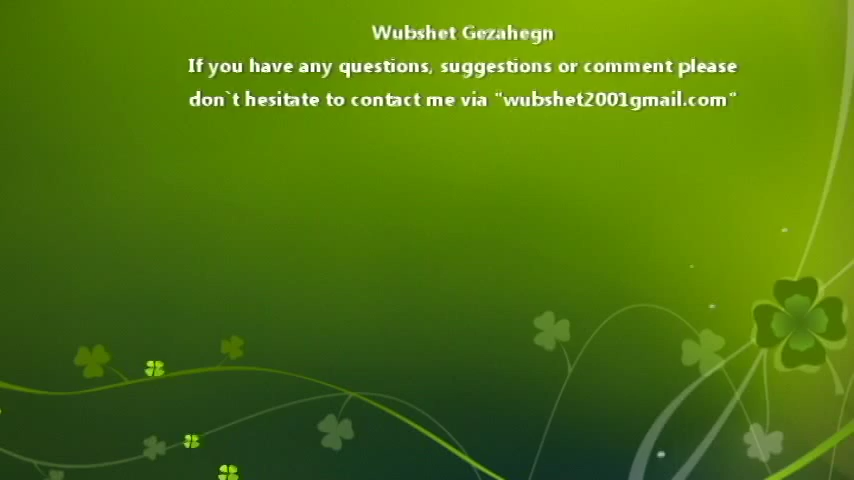 Wubshet Gezahegn
If you have any questions, suggestions or comment please
don`t hesitate to contact me via "wubshet2001gmail.com"